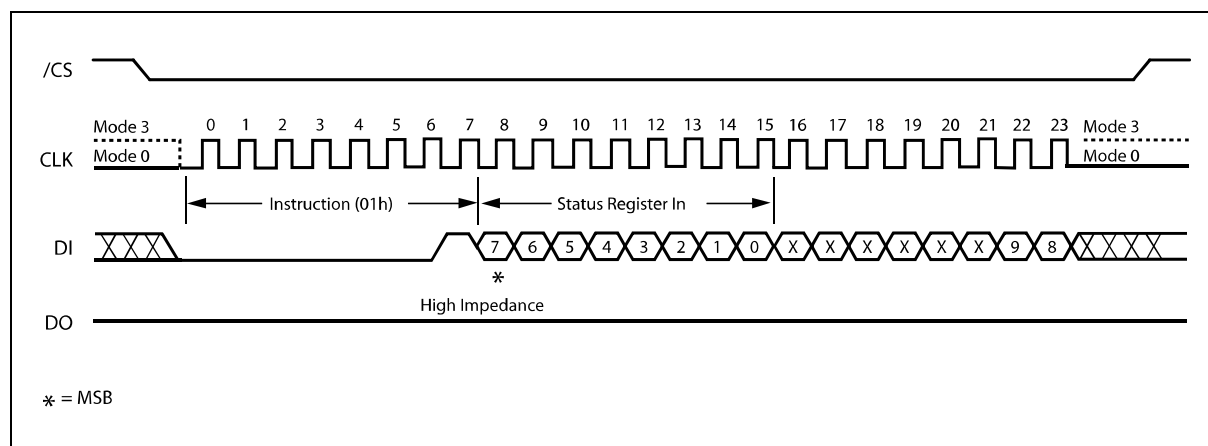 /CS
Mode 3 0 1 2 3 4 5 6 7 8 9 10 11 12 13 14 15 16 17 18 19 20 21 22 23 Mode 3
CLK Mode 0 Mode 0
Instruction (01h) Status Register In
DI 7 6 5 4 3 2 1 0 X X X X X X 9 8
*
High Impedance
DO
* = MSB